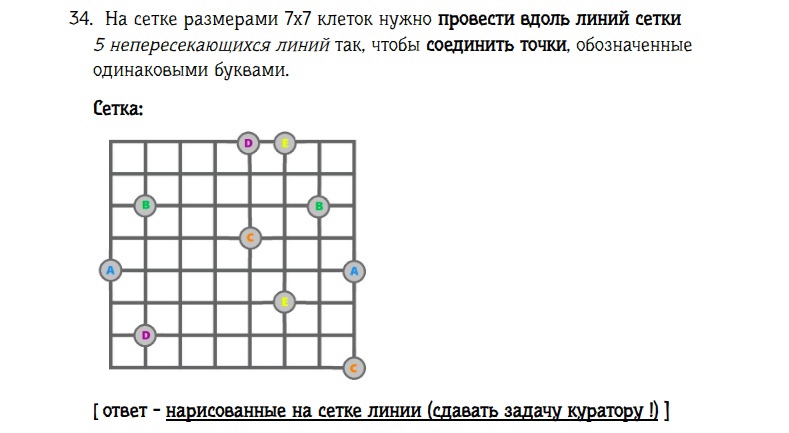 34. На сетке размерами 7х7 клеток нужно провести вдоль линий сетки
5 непересекающихся линий так, чтобы соединить точки, обозначенные
одинаковыми буквами.
Сетка:
D E
B B
C
A A
E
D
C
[ ответ - нарисованные на сетке линии (сдавать задачу куратору !) ]